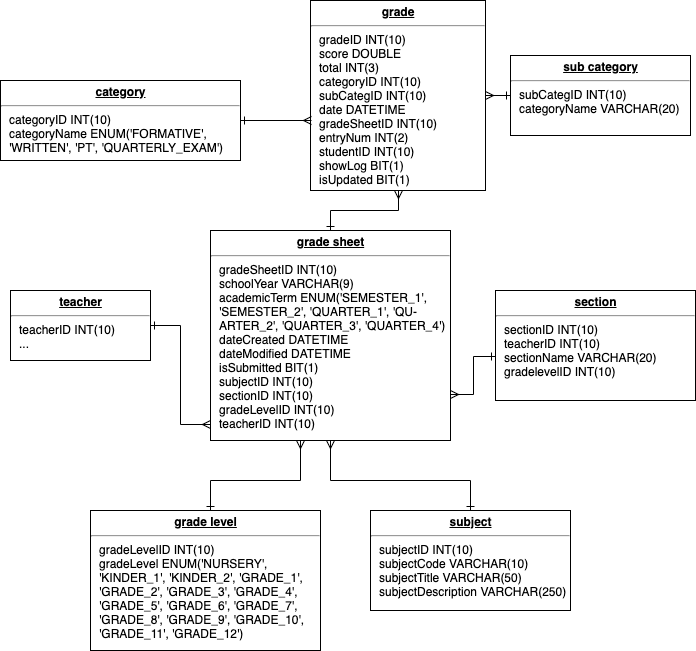 grade
gradeID INT(10)
score DOUBLE
total INT(3)
categoryID INT(10)
subCategID INT(10)
date DATETIME
gradeSheetID INT(10)
entryNum INT(2)
studentID INT(10)
showLog BIT(1)
isUpdated BIT(1)
sub category
subCategID INT(10)
categoryName VARCHAR(20)
category
categoryID INT(10)
categoryName ENUM('FORMATIVE',
'WRITTEN', 'PT', 'QUARTERLY_EXAM')
grade sheet
gradeSheetID INT(10)
schoolYear VARCHAR(9)
academicTerm ENUM('SEMESTER_1',
'SEMESTER_2', 'QUARTER_1', 'QU-
ARTER_2', 'QUARTER_3', 'QUARTER_4')
dateCreated DATETIME
dateModified DATETIME
isSubmitted BIT(1)
subjectID INT(10)
sectionID INT(10)
gradeLevelID INT(10)
teacherID INT(10)
teacher
teacherID INT(10)
...
section
sectionID INT(10)
teacherID INT(10)
sectionName VARCHAR(20)
gradelevelID INT(10)
grade level
gradeLevelID INT(10)
gradeLevel ENUM('NURSERY',
'KINDER_1', 'KINDER_2', 'GRADE_1',
'GRADE_2', 'GRADE_3', 'GRADE_4',
'GRADE_5', 'GRADE_6', 'GRADE_7',
'GRADE_8', 'GRADE_9', 'GRADE_10',
'GRADE_11', 'GRADE_12')
subject
subjectID INT(10)
subjectCode VARCHAR(10)
subjectTitle VARCHAR(50)
subjectDescription VARCHAR(250)